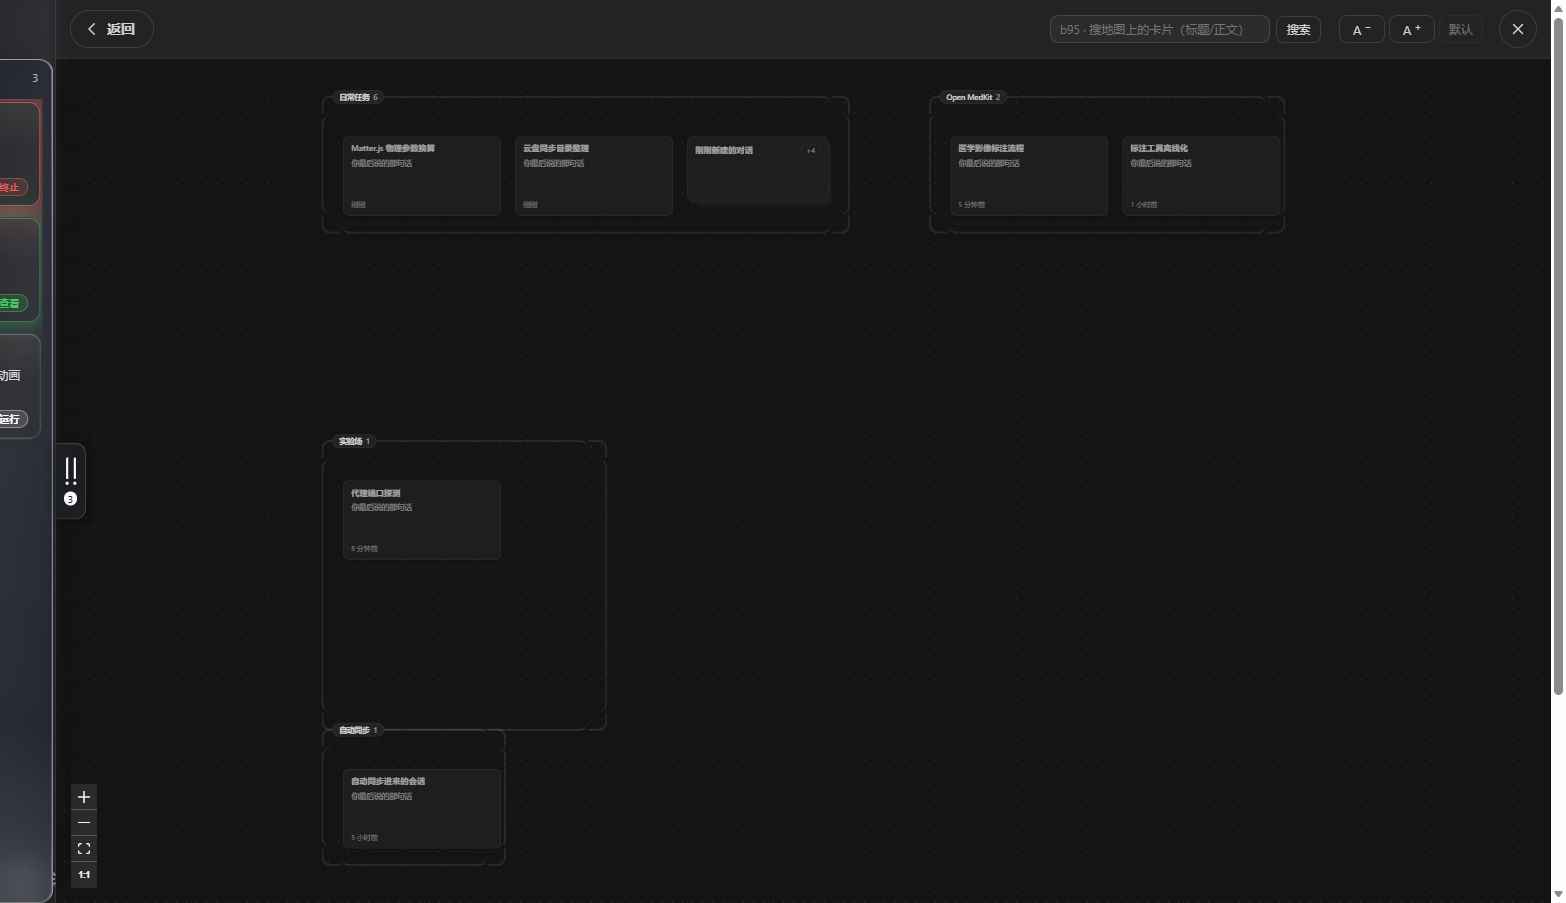 返回
b95 · 搜地图上的卡片（标题/正文）
搜索
A−
A+
默认
3
终止
查看
动画
运行
3
日常任务 6
Matter.js 物理参数换算
你最后说的那句话
刚刚
云盘同步目录整理
你最后说的那句话
刚刚
刚刚新建的对话
+4
Open MedKit 2
医学影像标注流程
你最后说的那句话
5 分钟前
标注工具离线化
你最后说的那句话
1 小时前
实验场 1
代理端口探测
你最后说的那句话
8 分钟前
自动同步 1
自动同步进来的会话
你最后说的那句话
5 小时前
1:1